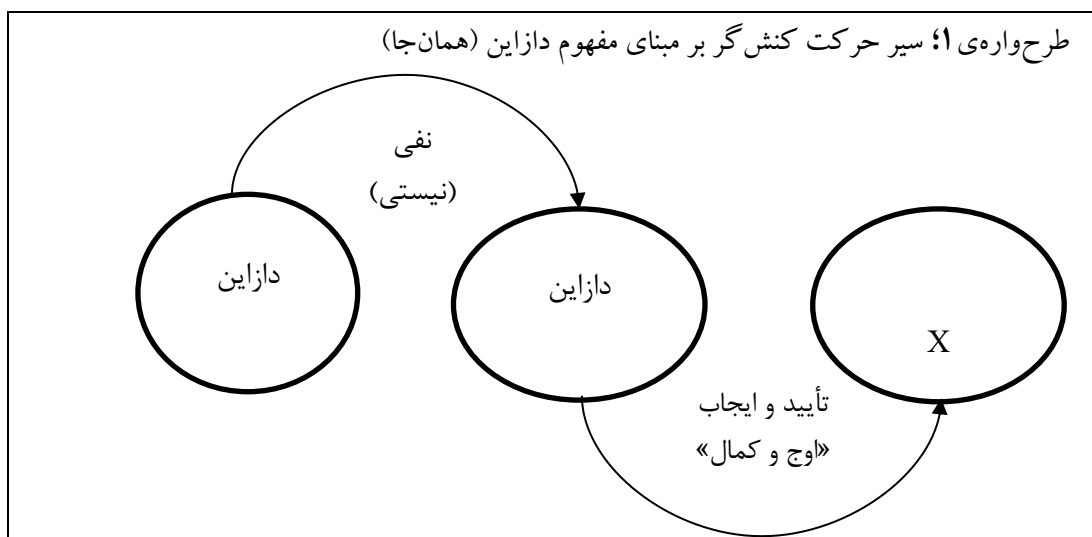 طرح‌واره‌ی ۱؛ سیر حرکت کنش‌گر بر مبنای مفهوم دازاین (همان‌جا)
نفی
(نیستی)
دازاین
دازاین
X
تأیید و ایجاب
«اوج و کمال»